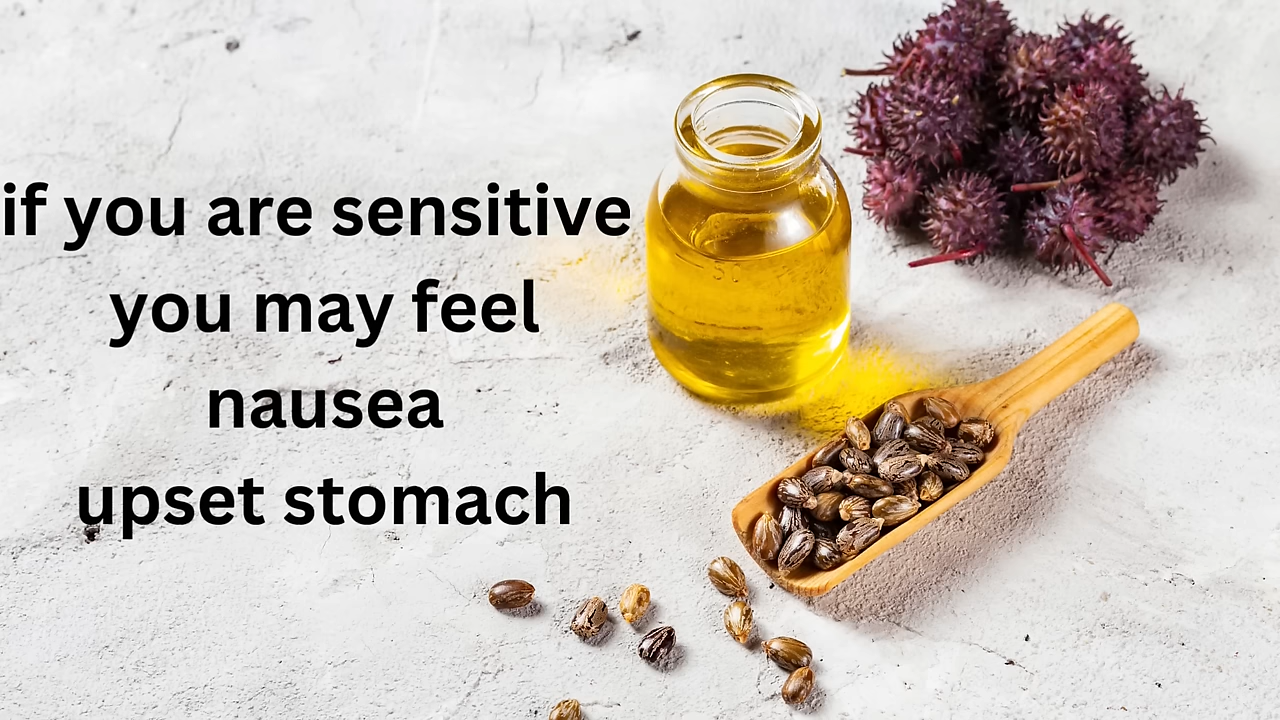 if you are sensitive
you may feel
nausea
upset stomach